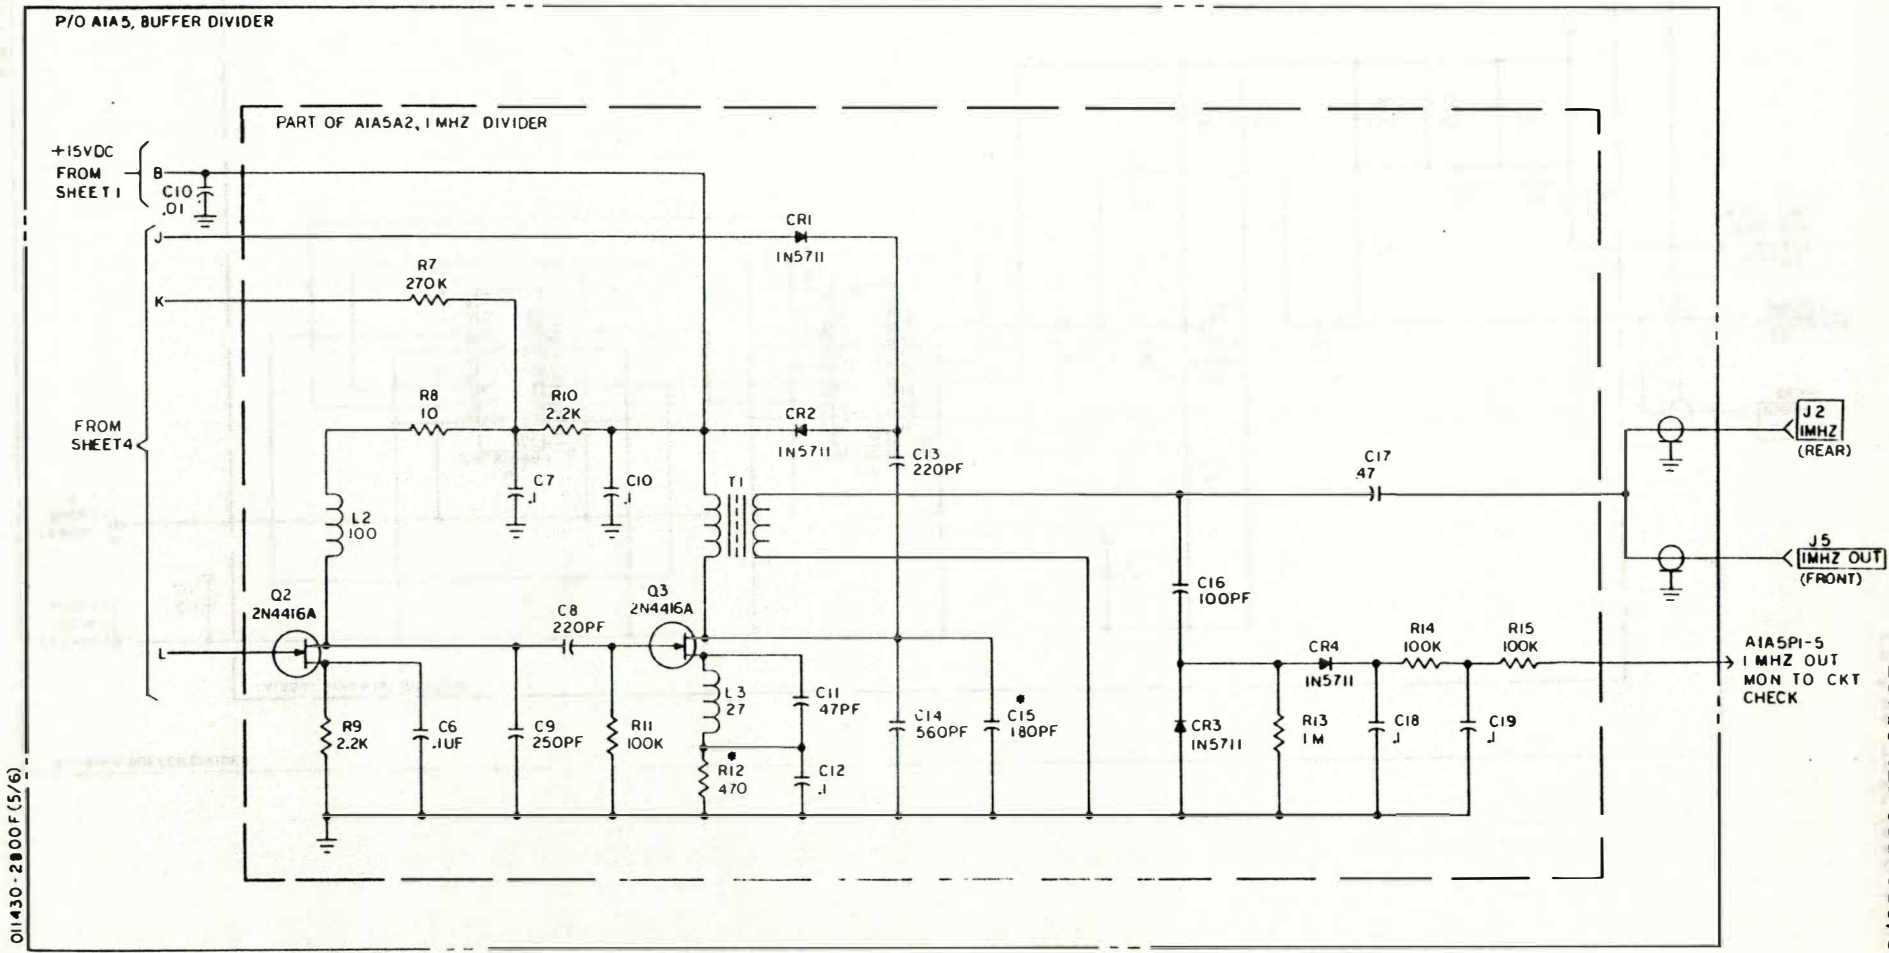 P/O A1A5, BUFFER DIVIDER
PART OF A1A5A2, 1 MHZ DIVIDER
+15VDC
FROM
SHEET 1
B
C10
.01
J
CR1
1N5711
K
R7
270K
FROM
SHEET 4
R8
10
R10
2.2K
CR2
1N5711
C13
220PF
C7
.1
C10
.1
T1
L2
100
C17
.47
J2
1MHZ
(REAR)
J5
1MHZ OUT
(FRONT)
Q2
2N4416A
C8
220PF
Q3
2N4416A
C16
100PF
L
CR4
1N5711
R14
100K
R15
100K
A1A5P1-5
1 MHZ OUT
MON TO CKT
CHECK
R9
2.2K
C6
.1UF
C9
250PF
R11
100K
L3
27
C11
47PF
*
R12
470
C12
.1
C14
560PF
*
C15
180PF
CR3
1N5711
R13
1M
C18
.1
C19
.1
011430-2800F (5/6)